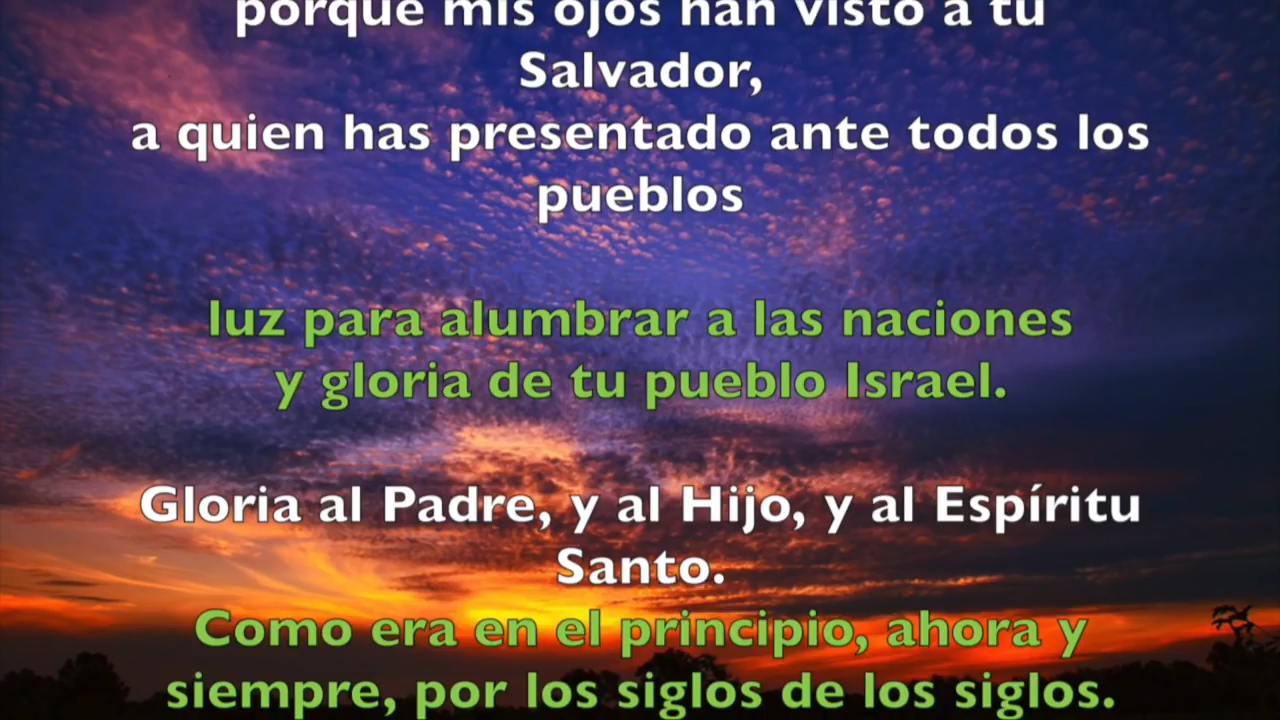 porque mis ojos han visto a tu
Salvador,
a quien has presentado ante todos los
pueblos
luz para alumbrar a las naciones
y gloria de tu pueblo Israel.
Gloria al Padre, y al Hijo, y al Espíritu
Santo.
Como era en el principio, ahora y
siempre, por los siglos de los siglos.